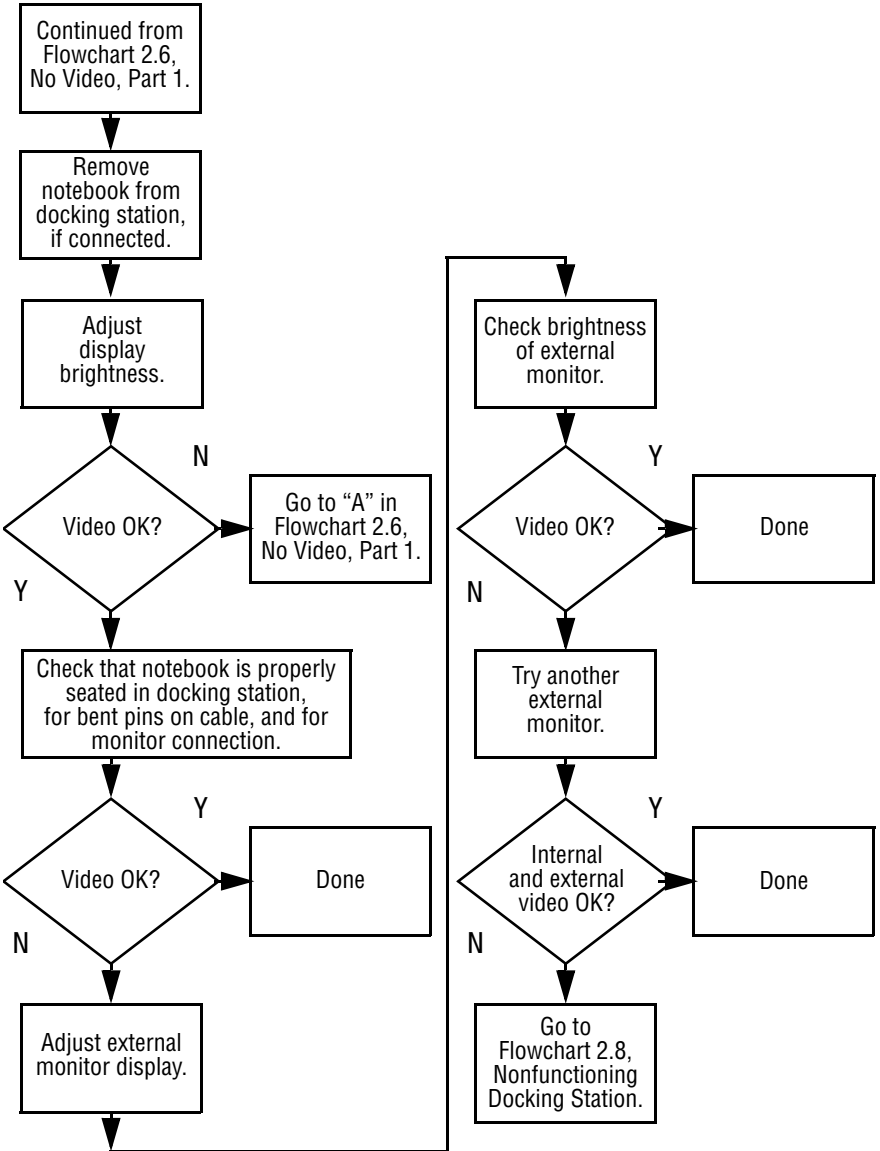 Continued from
Flowchart 2.6,
No Video, Part 1.
Remove
notebook from
docking station,
if connected.
Adjust
display
brightness.
N
Video OK?
Go to “A” in
Flowchart 2.6,
No Video, Part 1.
Y
Check that notebook is properly
seated in docking station,
for bent pins on cable, and for
monitor connection.
Y
Video OK?
Done
N
Adjust external
monitor display.
Check brightness
of external
monitor.
Y
Video OK?
Done
N
Try another
external
monitor.
Y
Internal
and external
video OK?
Done
N
Go to
Flowchart 2.8,
Nonfunctioning
Docking Station.